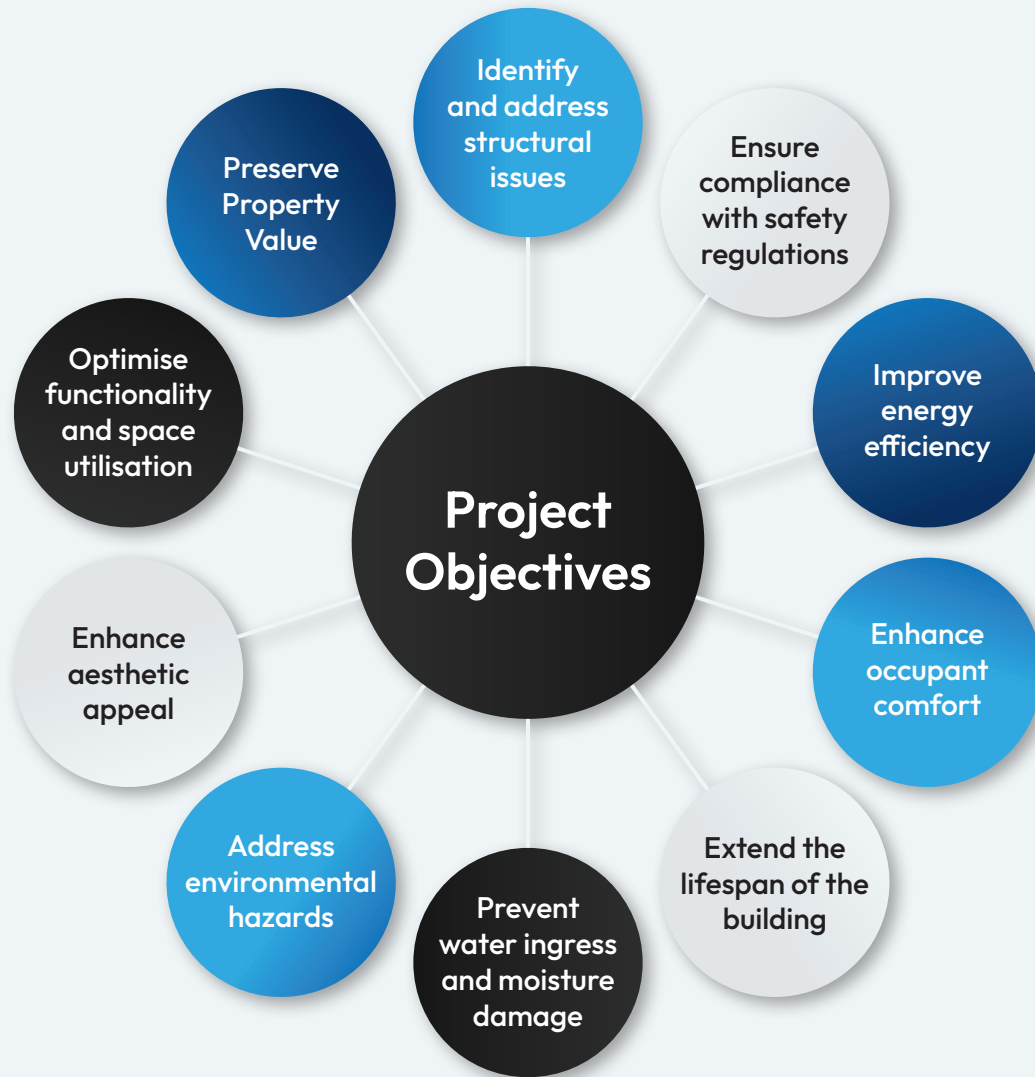 Project
Objectives
Identify
and address
structural
issues
Ensure
compliance
with safety
regulations
Improve
energy
efficiency
Enhance
occupant
comfort
Extend the
lifespan of the
building
Prevent
water ingress
and moisture
damage
Address
environmental
hazards
Enhance
aesthetic
appeal
Optimise
functionality
and space
utilisation
Preserve
Property
Value